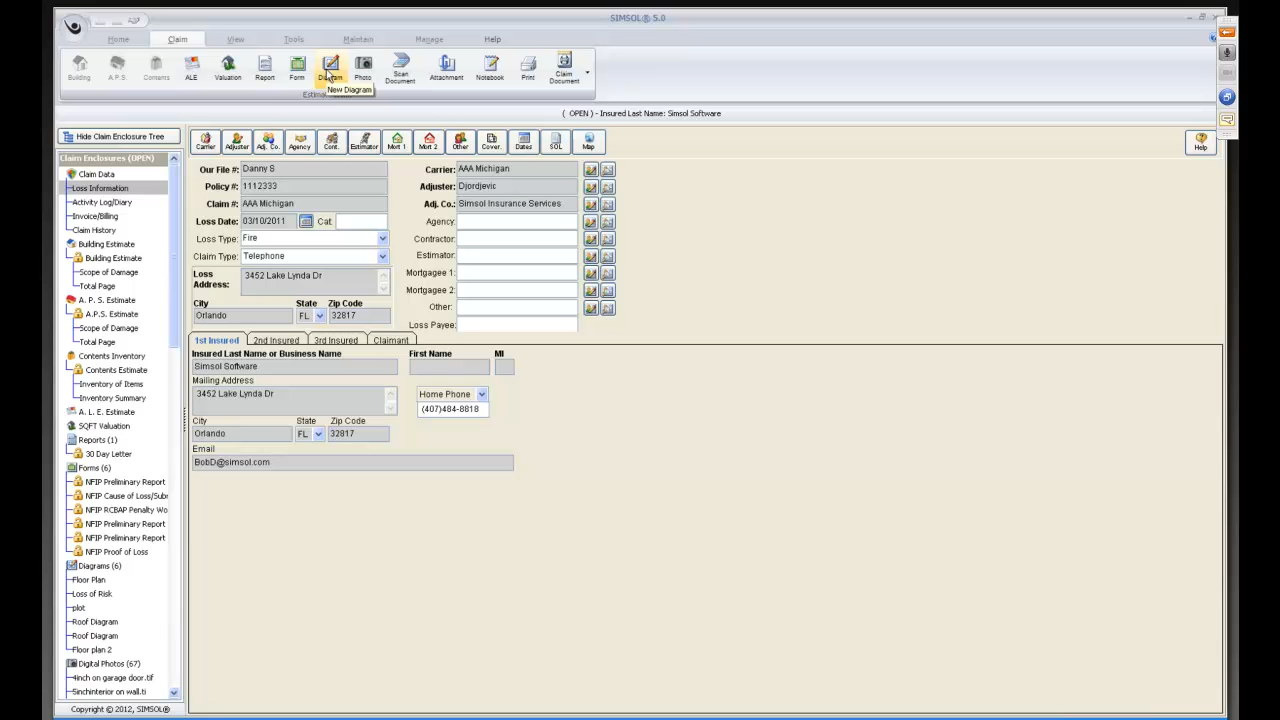 SIMSOL® 5.0
Home Claim View Tools Maintain Manage Help
Building A.P.S. Contents ALE Valuation Report Form Diagram Photo Scan Document Attachment Notebook Print Claim Document
New Diagram
( OPEN ) - Insured Last Name: Simsol Software
Hide Claim Enclosure Tree
Carrier Adjuster Adj. Co. Agency Cont. Estimator Mort 1 Mort 2 Other Cover. Dates SOL Map Help
Claim Enclosures (OPEN)
Claim Data
Loss Information
Activity Log/Diary
Invoice/Billing
Claim History
Building Estimate
Building Estimate
Scope of Damage
Total Page
A. P. S. Estimate
A.P.S. Estimate
Scope of Damage
Total Page
Contents Inventory
Contents Estimate
Inventory of Items
Inventory Summary
A. L. E. Estimate
SQFT Valuation
Reports (1)
30 Day Letter
Forms (6)
NFIP Preliminary Report
NFIP Cause of Loss/Subr
NFIP RCBAP Penalty Wo
NFIP Preliminary Report
NFIP Preliminary Report
NFIP Proof of Loss
Diagrams (6)
Floor Plan
Loss of Risk
plot
Roof Diagram
Roof Diagram
Floor plan 2
Digital Photos (67)
4inch on garage door.tif
5inchinterior on wall.ti
Copyright © 2012, SIMSOL®
Our File #: Danny S
Policy #: 1112333
Claim #: AAA Michigan
Loss Date: 03/10/2011 Cat:
Loss Type: Fire
Claim Type: Telephone
Loss Address: 3452 Lake Lynda Dr
City State Zip Code
Orlando FL 32817
Carrier: AAA Michigan
Adjuster: Djordjevic
Adj. Co.: Simsol Insurance Services
Agency:
Contractor:
Estimator:
Mortgagee 1:
Mortgagee 2:
Other:
Loss Payee:
1st Insured 2nd Insured 3rd Insured Claimant
Insured Last Name or Business Name First Name MI
Simsol Software
Mailing Address
3452 Lake Lynda Dr
Home Phone
(407)484-8818
City State Zip Code
Orlando FL 32817
Email
BobD@simsol.com